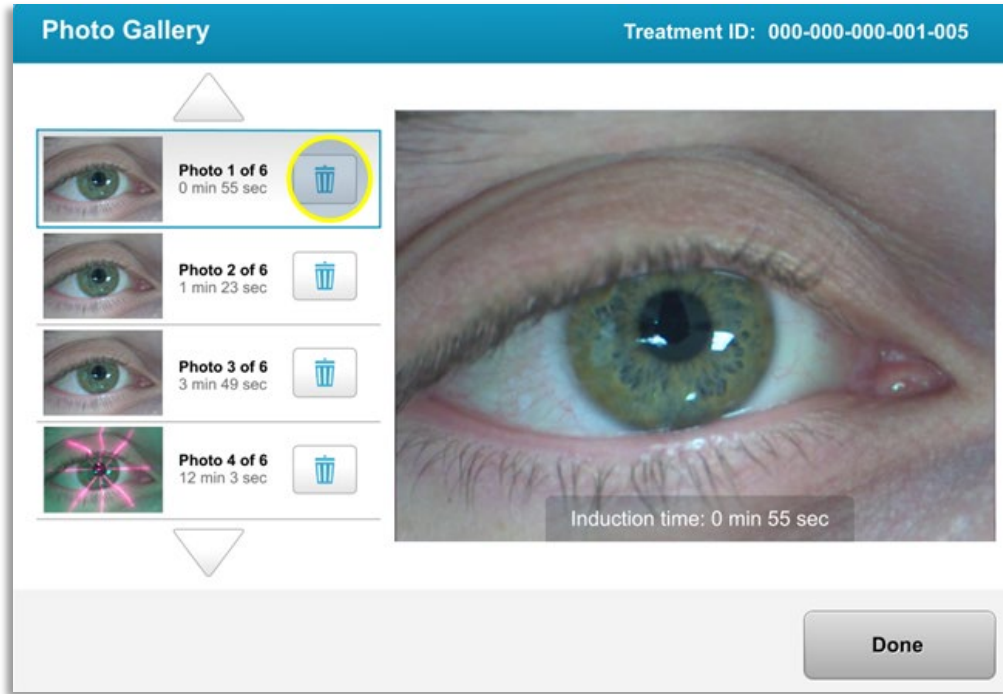 Photo Gallery
Treatment ID: 000-000-000-001-005
Photo 1 of 6
0 min 55 sec
Photo 2 of 6
1 min 23 sec
Photo 3 of 6
3 min 49 sec
Photo 4 of 6
12 min 3 sec
Induction time: 0 min 55 sec
Done